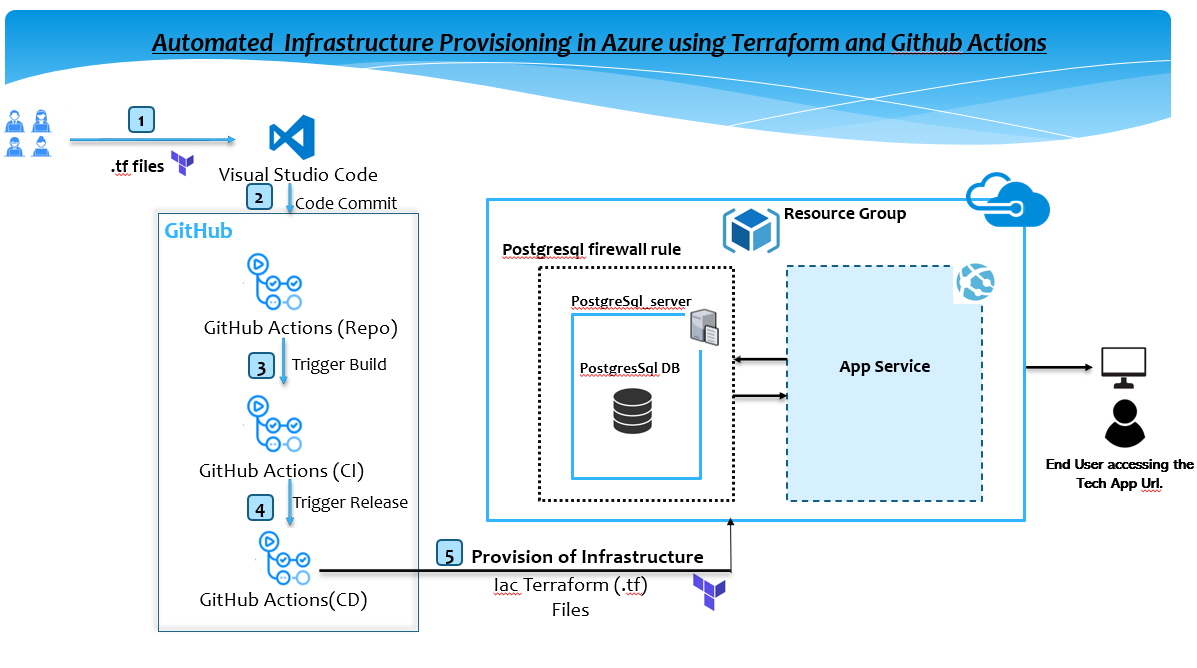 Automated Infrastructure Provisioning in Azure using Terraform and Github Actions
1
.tf files
Visual Studio Code
2
Code Commit
GitHub
GitHub Actions (Repo)
3
Trigger Build
GitHub Actions (CI)
4
Trigger Release
GitHub Actions(CD)
5
Provision of Infrastructure
Iac Terraform (.tf)
Files
Resource Group
Postgresql firewall rule
PostgreSql_server
PostgresSql DB
App Service
End User accessing the
Tech App Url.